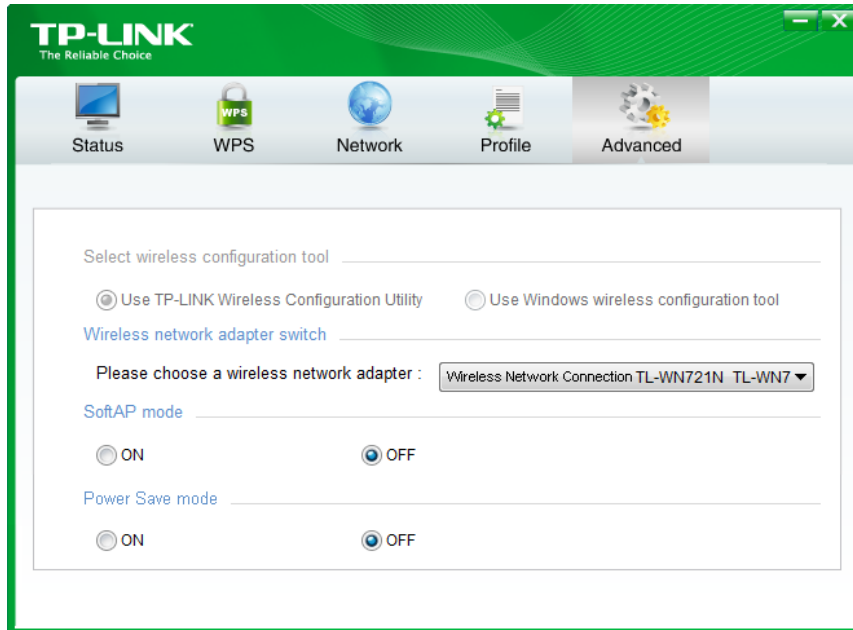 TP-LINK
The Reliable Choice
WPS
Status WPS Network Profile Advanced
Select wireless configuration tool
Use TP-LINK Wireless Configuration Utility Use Windows wireless configuration tool
Wireless network adapter switch
Please choose a wireless network adapter : Wireless Network Connection TL-WN721N TL-WN7
SoftAP mode
ON OFF
Power Save mode
ON OFF